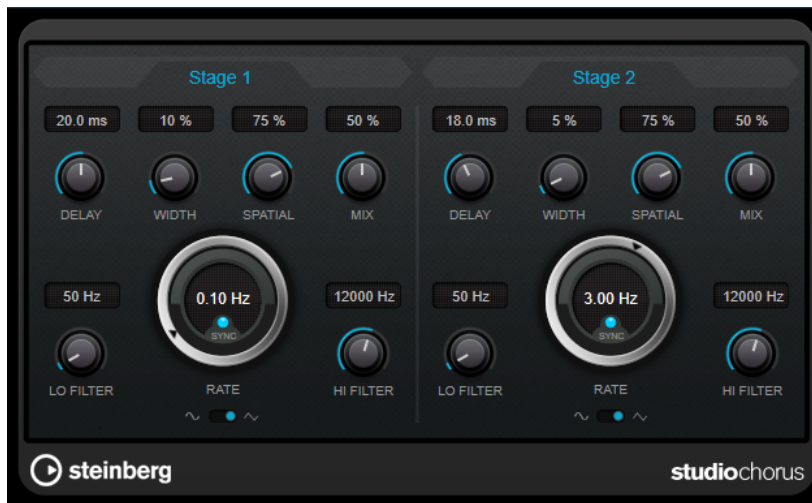 Stage 1 Stage 2
20.0 ms 10 % 75 % 50 % 18.0 ms 5 % 75 % 50 %
DELAY WIDTH SPATIAL MIX DELAY WIDTH SPATIAL MIX
50 Hz 0.10 Hz 12000 Hz 50 Hz 3.00 Hz 12000 Hz
SYNC SYNC
LO FILTER RATE HI FILTER LO FILTER RATE HI FILTER
steinberg studiochorus